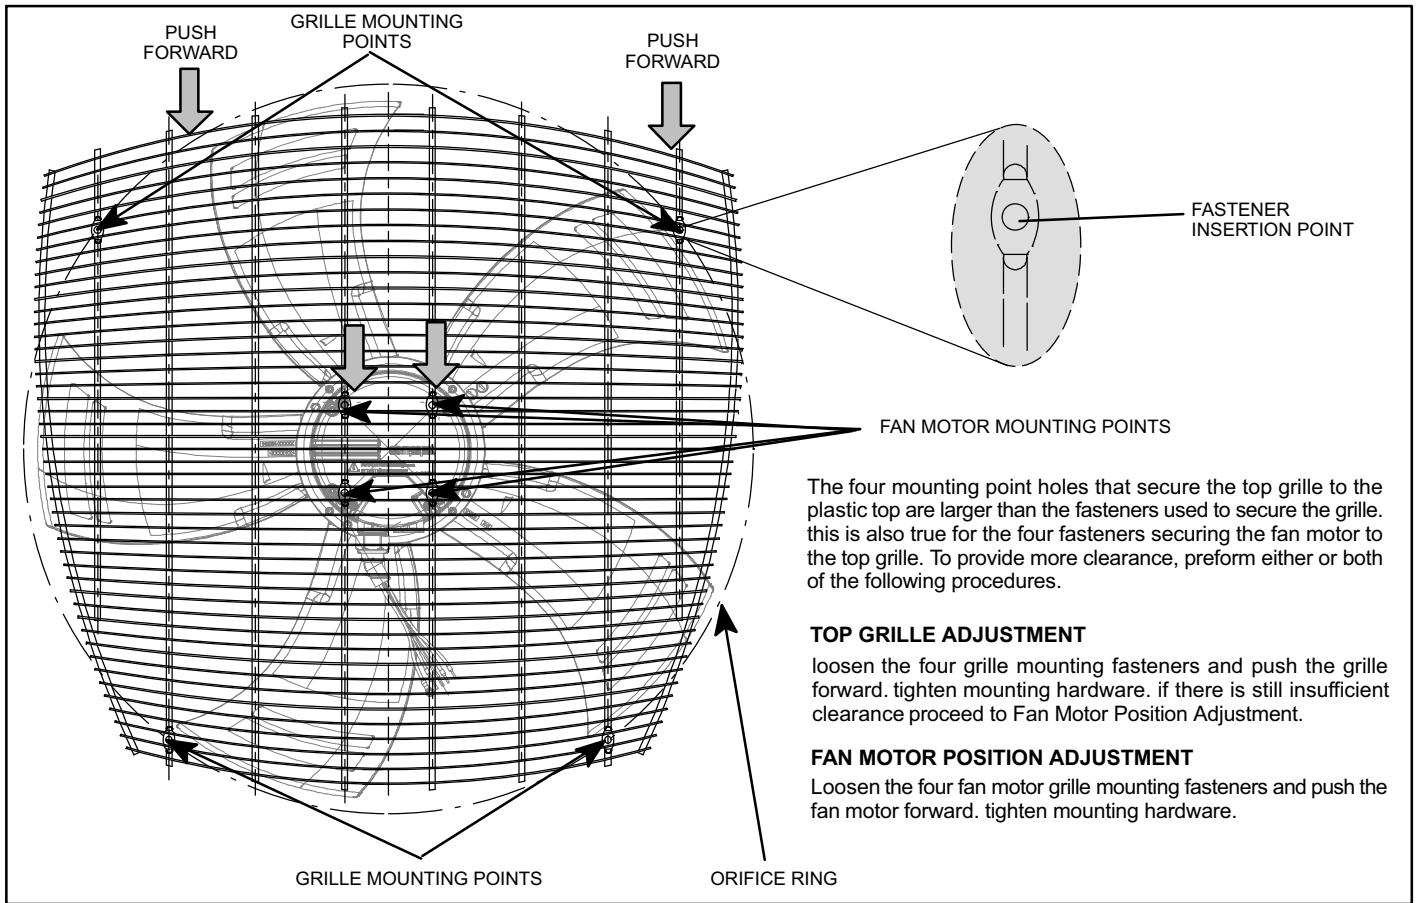 GRILLE MOUNTING
POINTS
PUSH
FORWARD
PUSH
FORWARD
FASTENER
INSERTION POINT
FAN MOTOR MOUNTING POINTS
The four mounting point holes that secure the top grille to the
plastic top are larger than the fasteners used to secure the grille.
this is also true for the four fasteners securing the fan motor to
the top grille. To provide more clearance, preform either or both
of the following procedures.
TOP GRILLE ADJUSTMENT
loosen the four grille mounting fasteners and push the grille
forward. tighten mounting hardware. if there is still insufficient
clearance proceed to Fan Motor Position Adjustment.
FAN MOTOR POSITION ADJUSTMENT
Loosen the four fan motor grille mounting fasteners and push the
fan motor forward. tighten mounting hardware.
GRILLE MOUNTING POINTS
ORIFICE RING